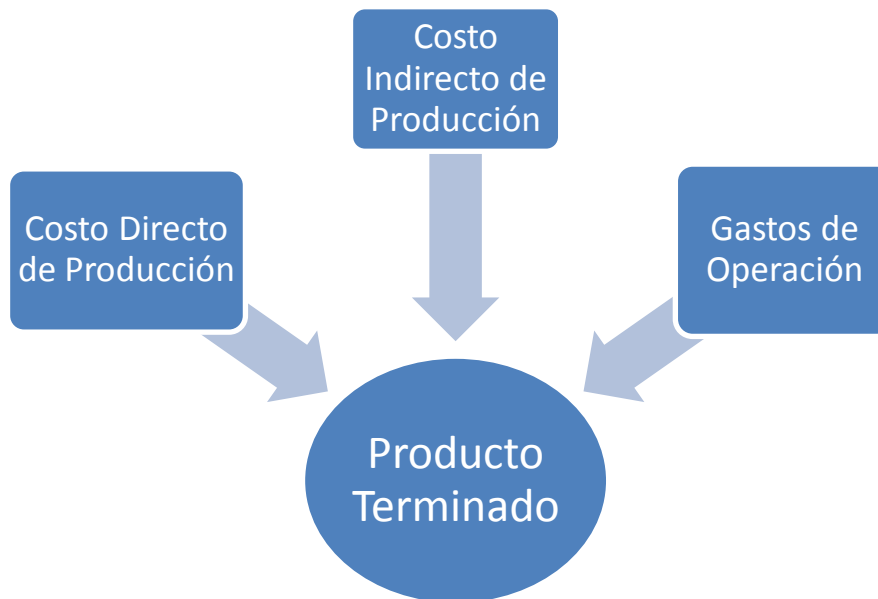 Costo
Indirecto de
Producción
Costo Directo
de Producción
Gastos de
Operación
Producto
Terminado